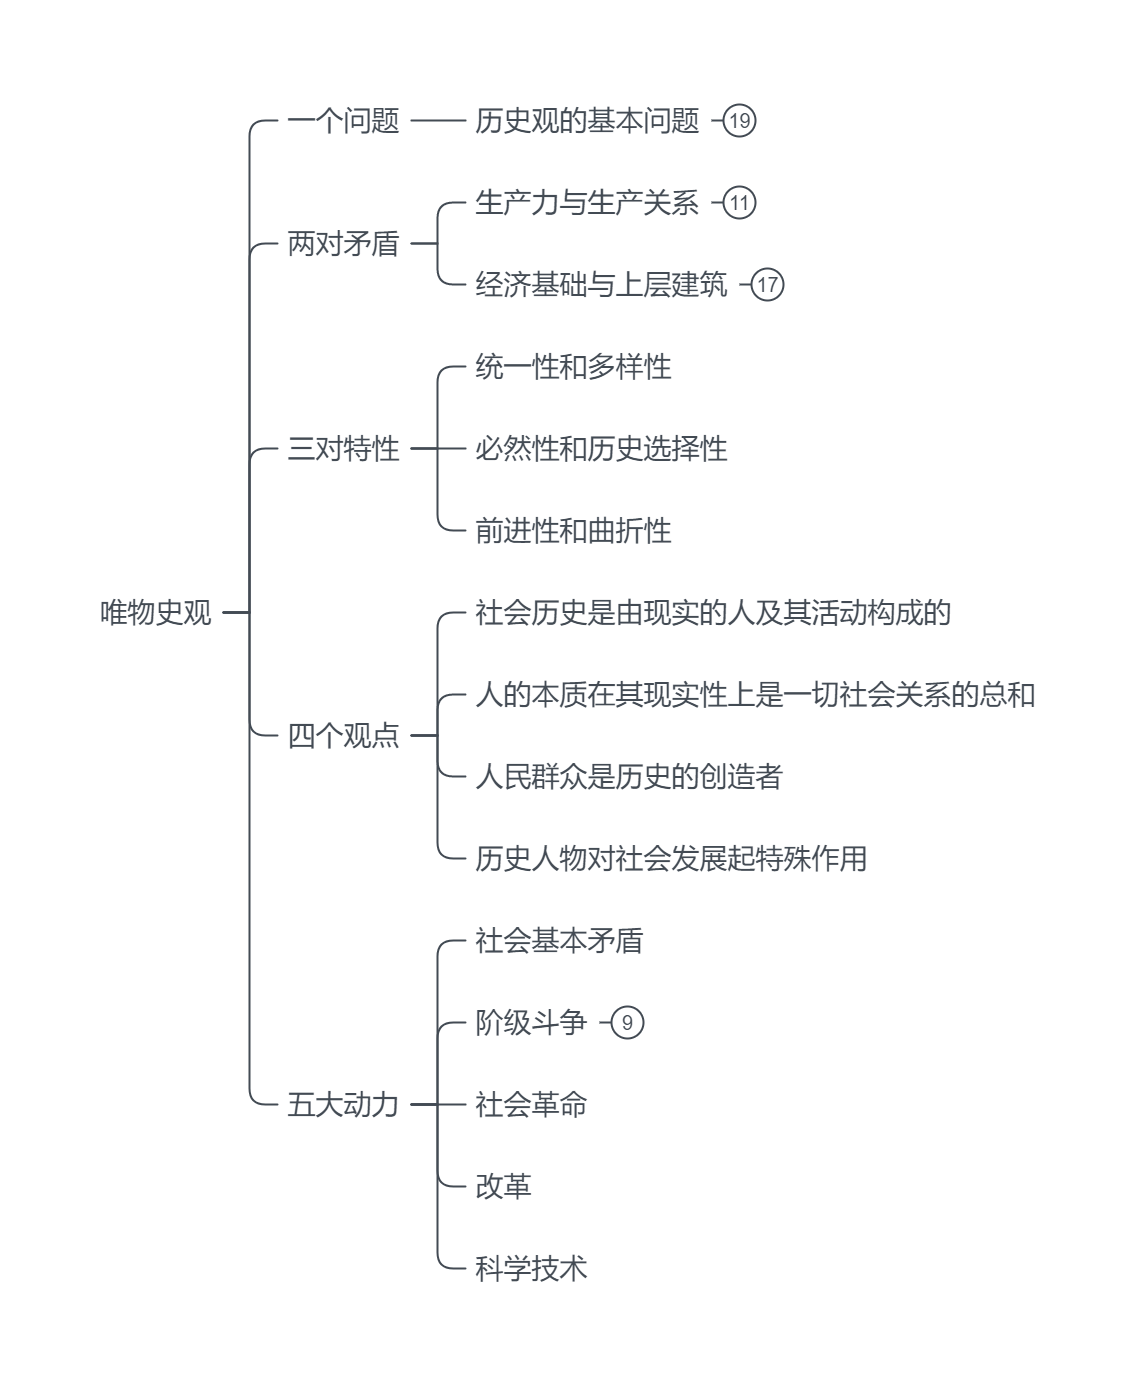 一个问题
历史观的基本问题
19
两对矛盾
生产力与生产关系
11
经济基础与上层建筑
17
三对特性
统一性和多样性
必然性和历史选择性
前进性和曲折性
唯物史观
四个观点
社会历史是由现实的人及其活动构成的
人的本质在其现实性上是一切社会关系的总和
人民群众是历史的创造者
历史人物对社会发展起特殊作用
五大动力
社会基本矛盾
阶级斗争
9
社会革命
改革
科学技术